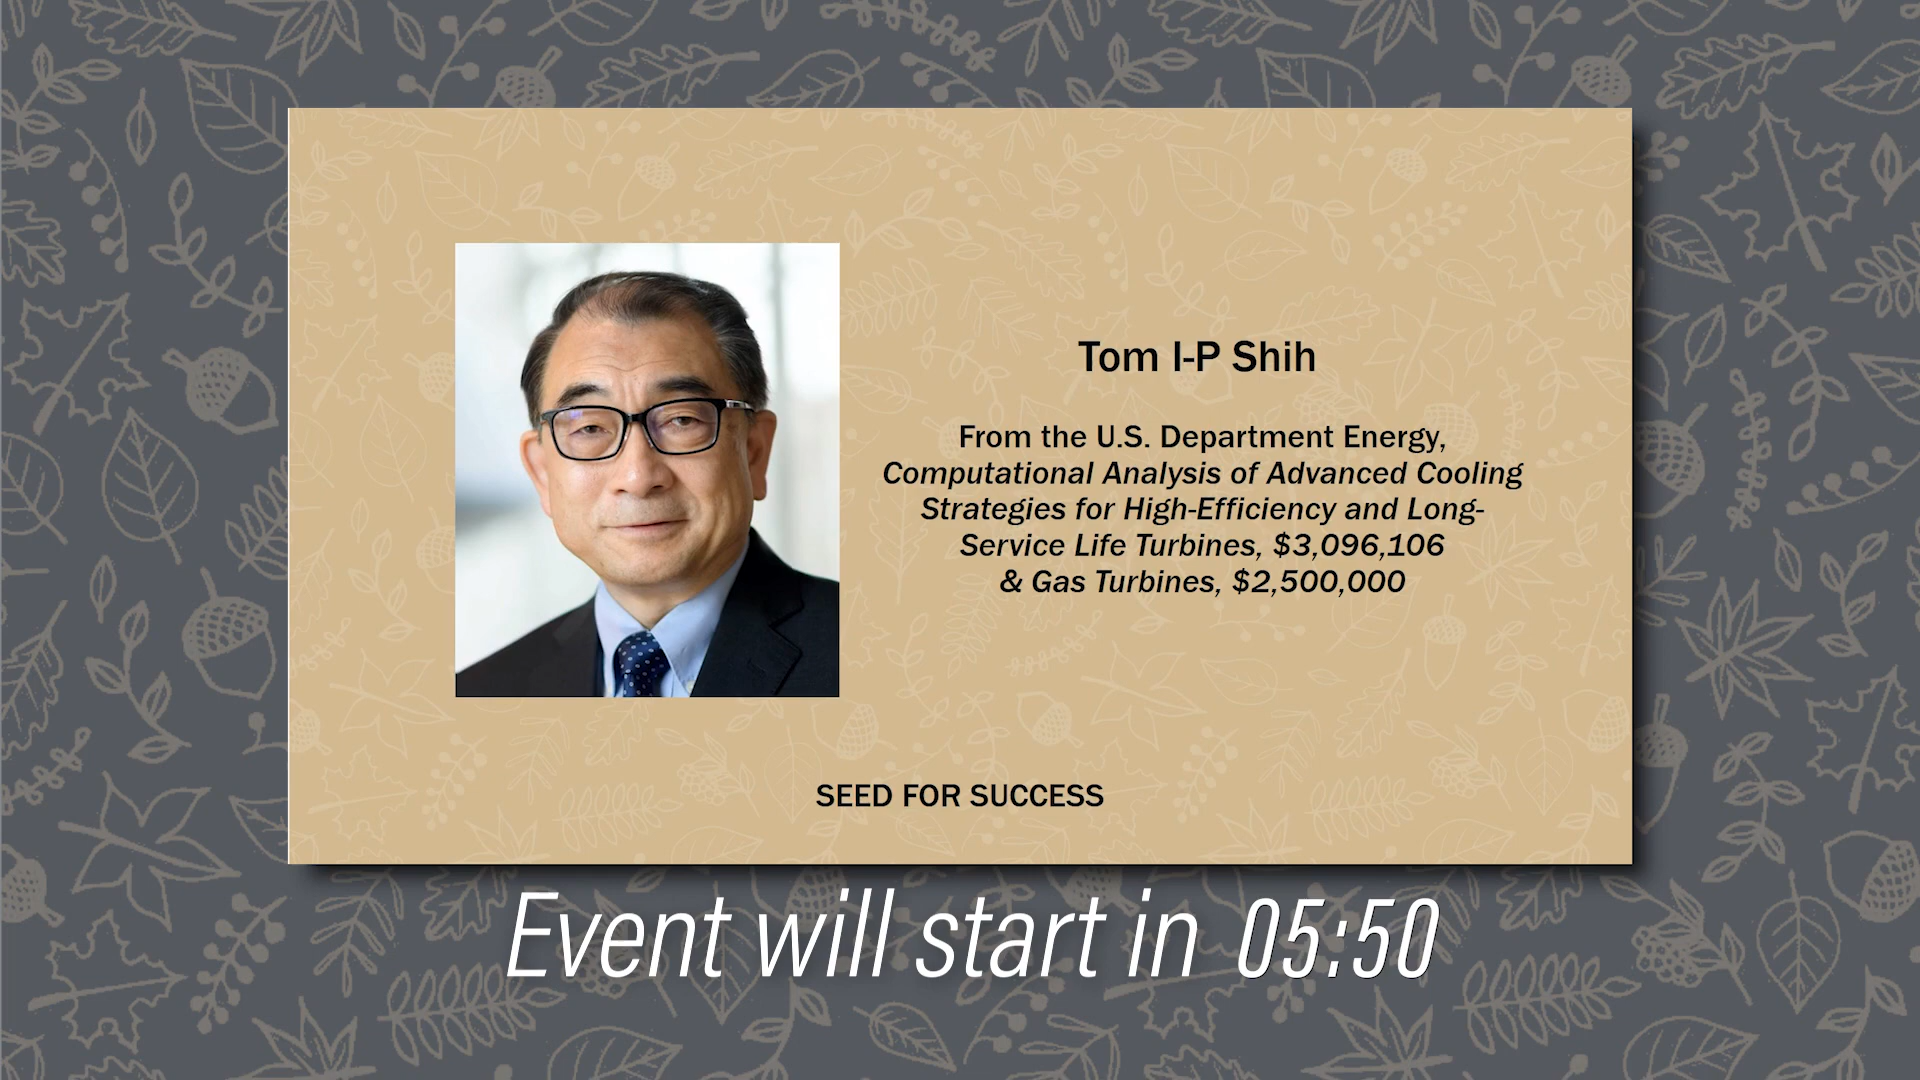 Tom I-P Shih
From the U.S. Department Energy,
Computational Analysis of Advanced Cooling
Strategies for High-Efficiency and Long-
Service Life Turbines, $3,096,106
& Gas Turbines, $2,500,000
SEED FOR SUCCESS
Event will start in 05:50